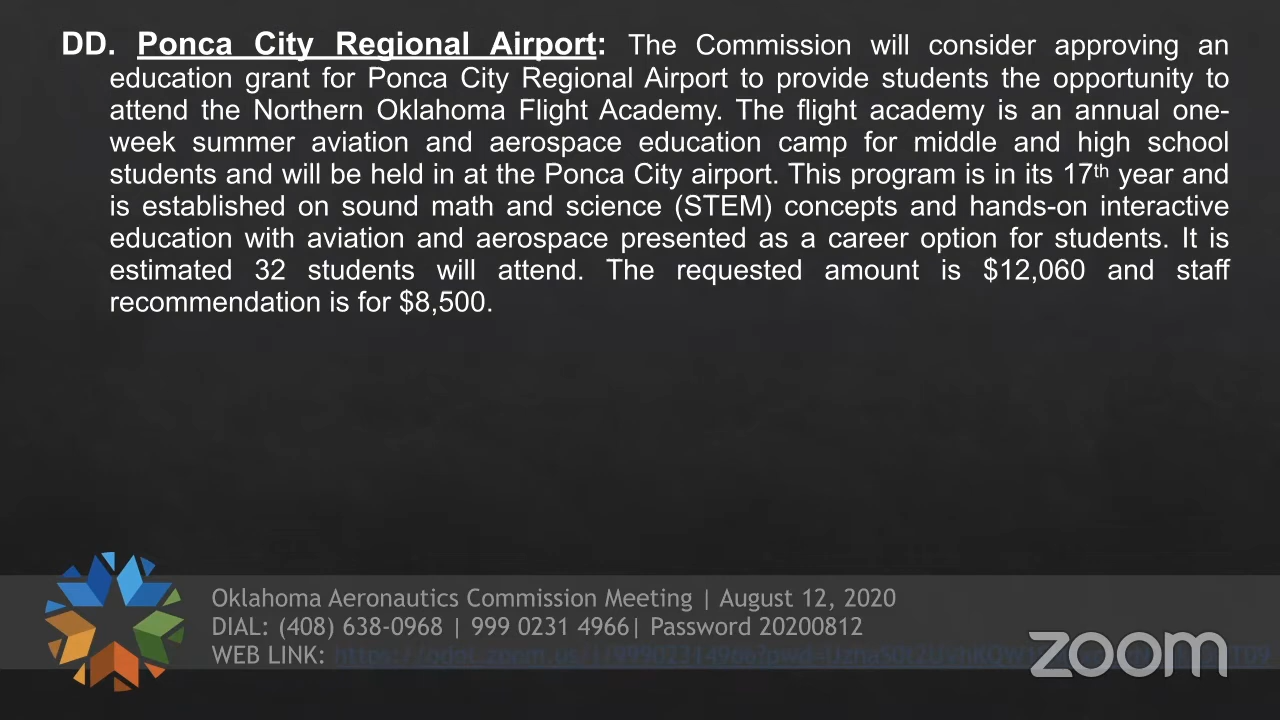 DD. Ponca City Regional Airport: The Commission will consider approving an
education grant for Ponca City Regional Airport to provide students the opportunity to
attend the Northern Oklahoma Flight Academy. The flight academy is an annual one-
week summer aviation and aerospace education camp for middle and high school
students and will be held in at the Ponca City airport. This program is in its 17th year and
is established on sound math and science (STEM) concepts and hands-on interactive
education with aviation and aerospace presented as a career option for students. It is
estimated 32 students will attend. The requested amount is $12,060 and staff
recommendation is for $8,500.
Oklahoma Aeronautics Commission Meeting | August 12, 2020
DIAL: (408) 638-0968 | 999 0231 4966| Password 20200812
WEB LINK:
zoom